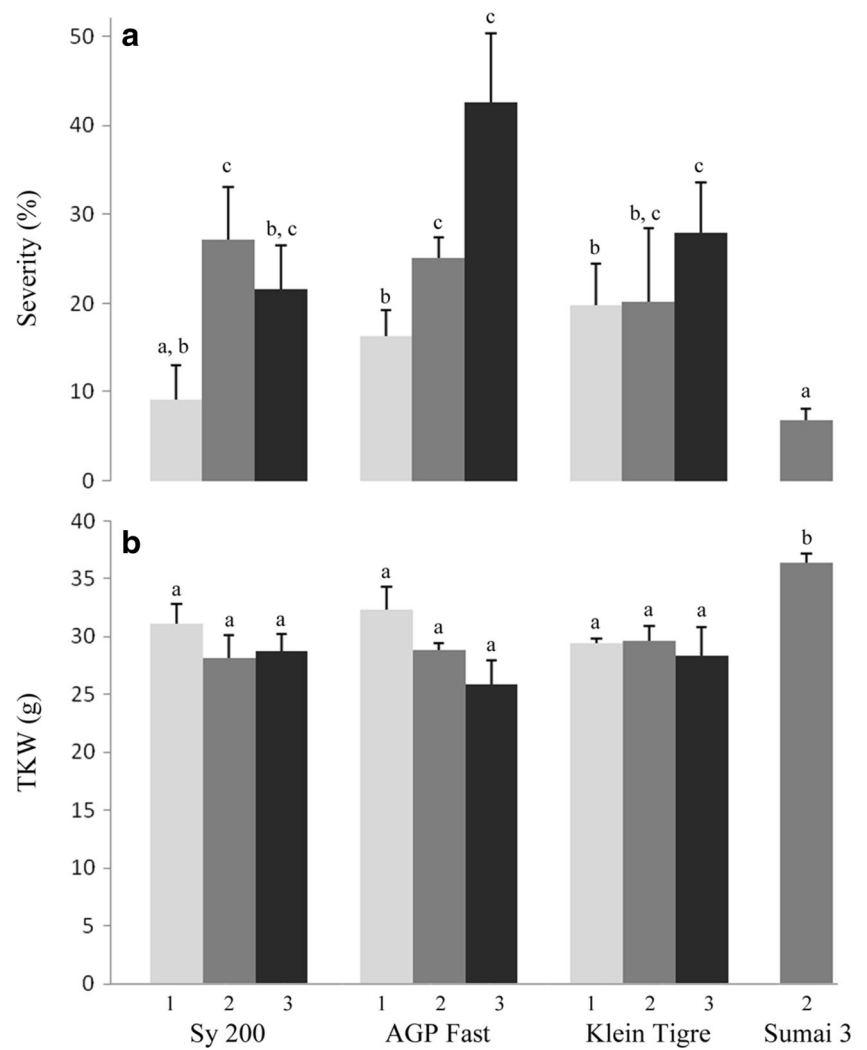 a
50
40
30
20
10
0
Severity (%)
a, b
c
b, c
b
c
c
b
b, c
c
a
b
40
35
30
25
20
15
10
5
0
TKW (g)
a
a
a
a
a
a
a
a
a
b
1 2 3 1 2 3 1 2 3 2
Sy 200 AGP Fast Klein Tigre Sumai 3